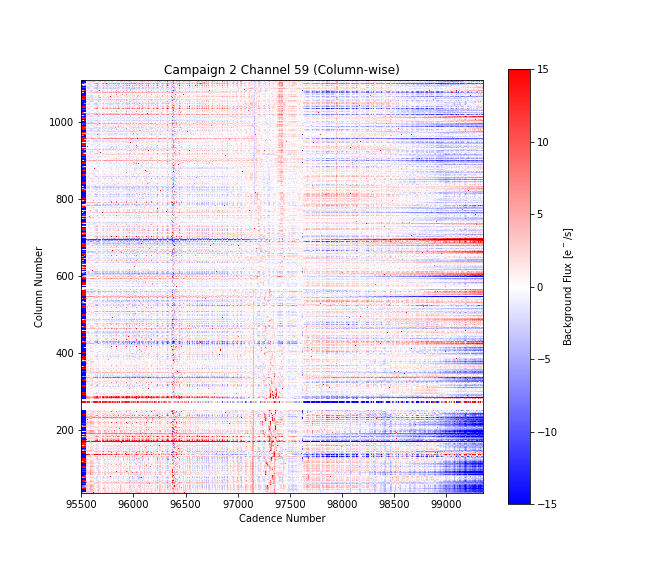 Campaign 2 Channel 59 (Column-wise)
1000
800
600
400
200
Column Number
95500 96000 96500 97000 97500 98000 98500 99000
Cadence Number
15
10
5
0
−5
−10
−15
Background Flux [e⁻/s]